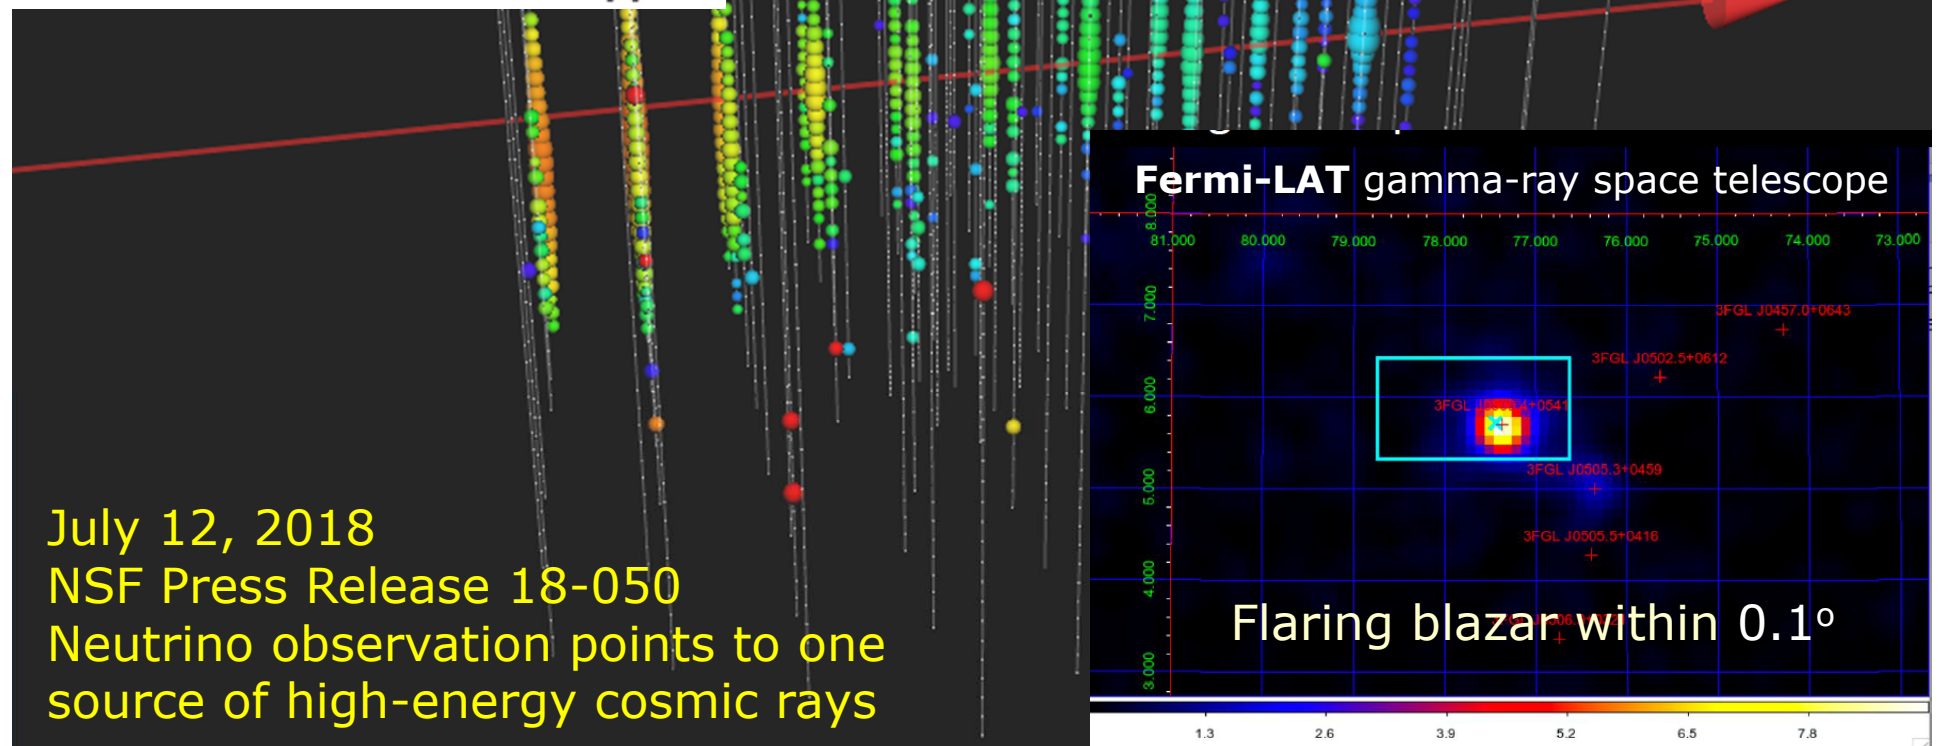 Fermi-LAT gamma-ray space telescope
8.000
81.000 80.000 79.000 78.000 77.000 76.000 75.000 74.000 73.000
7.000
3FGL J0457.0+0643
3FGL J0502.5+0612
6.000
3FGL
4+0541
3FGL J0505.3+0459
5.000
3FGL J0505.5+0416
4.000
Flaring blazar within 0.1º
3.000
1.3 2.6 3.9 5.2 6.5 7.8
July 12, 2018
NSF Press Release 18-050
Neutrino observation points to one
source of high-energy cosmic rays